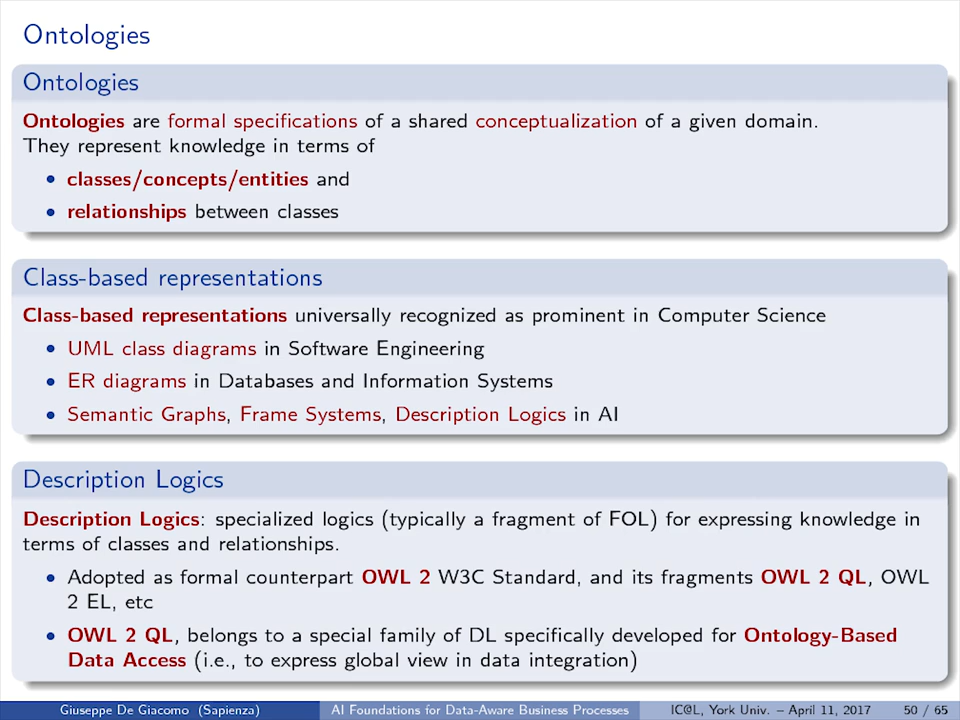 Ontologies
Ontologies
Ontologies are formal specifications of a shared conceptualization of a given domain.
They represent knowledge in terms of
• classes/concepts/entities and
• relationships between classes
Class-based representations
Class-based representations universally recognized as prominent in Computer Science
• UML class diagrams in Software Engineering
• ER diagrams in Databases and Information Systems
• Semantic Graphs, Frame Systems, Description Logics in AI
Description Logics
Description Logics: specialized logics (typically a fragment of FOL) for expressing knowledge in
terms of classes and relationships.
• Adopted as formal counterpart OWL 2 W3C Standard, and its fragments OWL 2 QL, OWL
2 EL, etc
• OWL 2 QL, belongs to a special family of DL specifically developed for Ontology-Based
Data Access (i.e., to express global view in data integration)
Giuseppe De Giacomo (Sapienza) AI Foundations for Data-Aware Business Processes IC@L, York Univ. – April 11, 2017 50 / 65